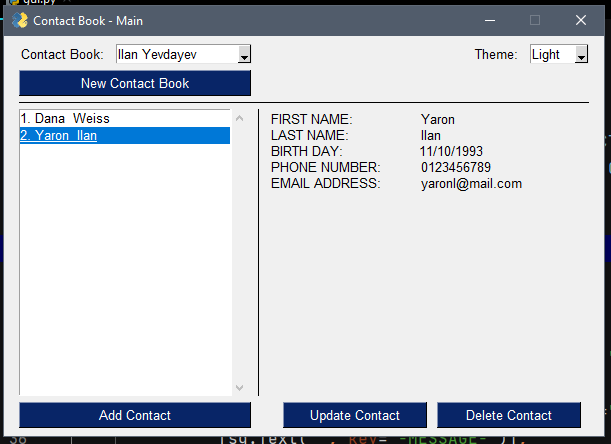 gui.py
Contact Book - Main
Contact Book: Ilan Yevdayev Theme: Light
New Contact Book
1. Dana  Weiss
2. Yaron  Ilan
FIRST NAME: Yaron
LAST NAME: Ilan
BIRTH DAY: 11/10/1993
PHONE NUMBER: 0123456789
EMAIL ADDRESS: yaronl@mail.com
Add Contact Update Contact Delete Contact
36 [sg.Text(" ", key="-MESSAGE-")],